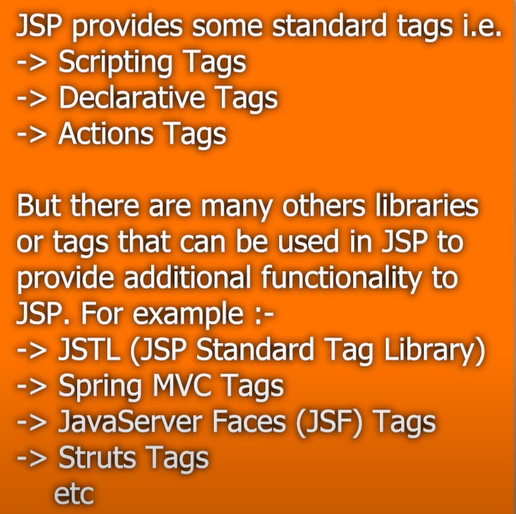 JSP provides some standard tags i.e.
-> Scripting Tags
-> Declarative Tags
-> Actions Tags
But there are many others libraries
or tags that can be used in JSP to
provide additional functionality to
JSP. For example :-
-> JSTL (JSP Standard Tag Library)
-> Spring MVC Tags
-> JavaServer Faces (JSF) Tags
-> Struts Tags
etc